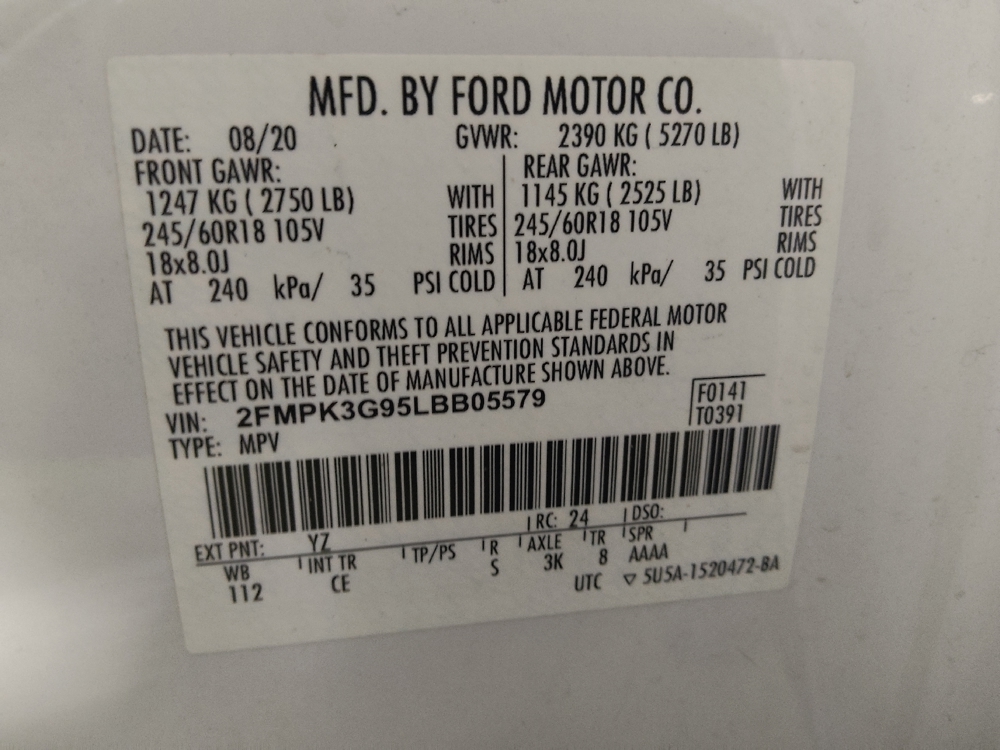 MFD. BY FORD MOTOR CO.
DATE: 08/20 GVWR: 2390 KG ( 5270 LB)
FRONT GAWR: REAR GAWR:
1247 KG ( 2750 LB) WITH 1145 KG ( 2525 LB) WITH
245/60R18 105V TIRES 245/60R18 105V TIRES
18x8.0J RIMS 18x8.0J RIMS
AT 240 kPa/ 35 PSI COLD AT 240 kPa/ 35 PSI COLD
THIS VEHICLE CONFORMS TO ALL APPLICABLE FEDERAL MOTOR
VEHICLE SAFETY AND THEFT PREVENTION STANDARDS IN
EFFECT ON THE DATE OF MANUFACTURE SHOWN ABOVE.
VIN: 2FMPK3G95LBB05579 F0141
TYPE: MPV T0391
EXT PNT: YZ RC: 24 DSO:
WB INT TR TP/PS R AXLE TR SPR
112 CE S 3K 8 AAAA
UTC ▽ 5U5A-1520472-BA